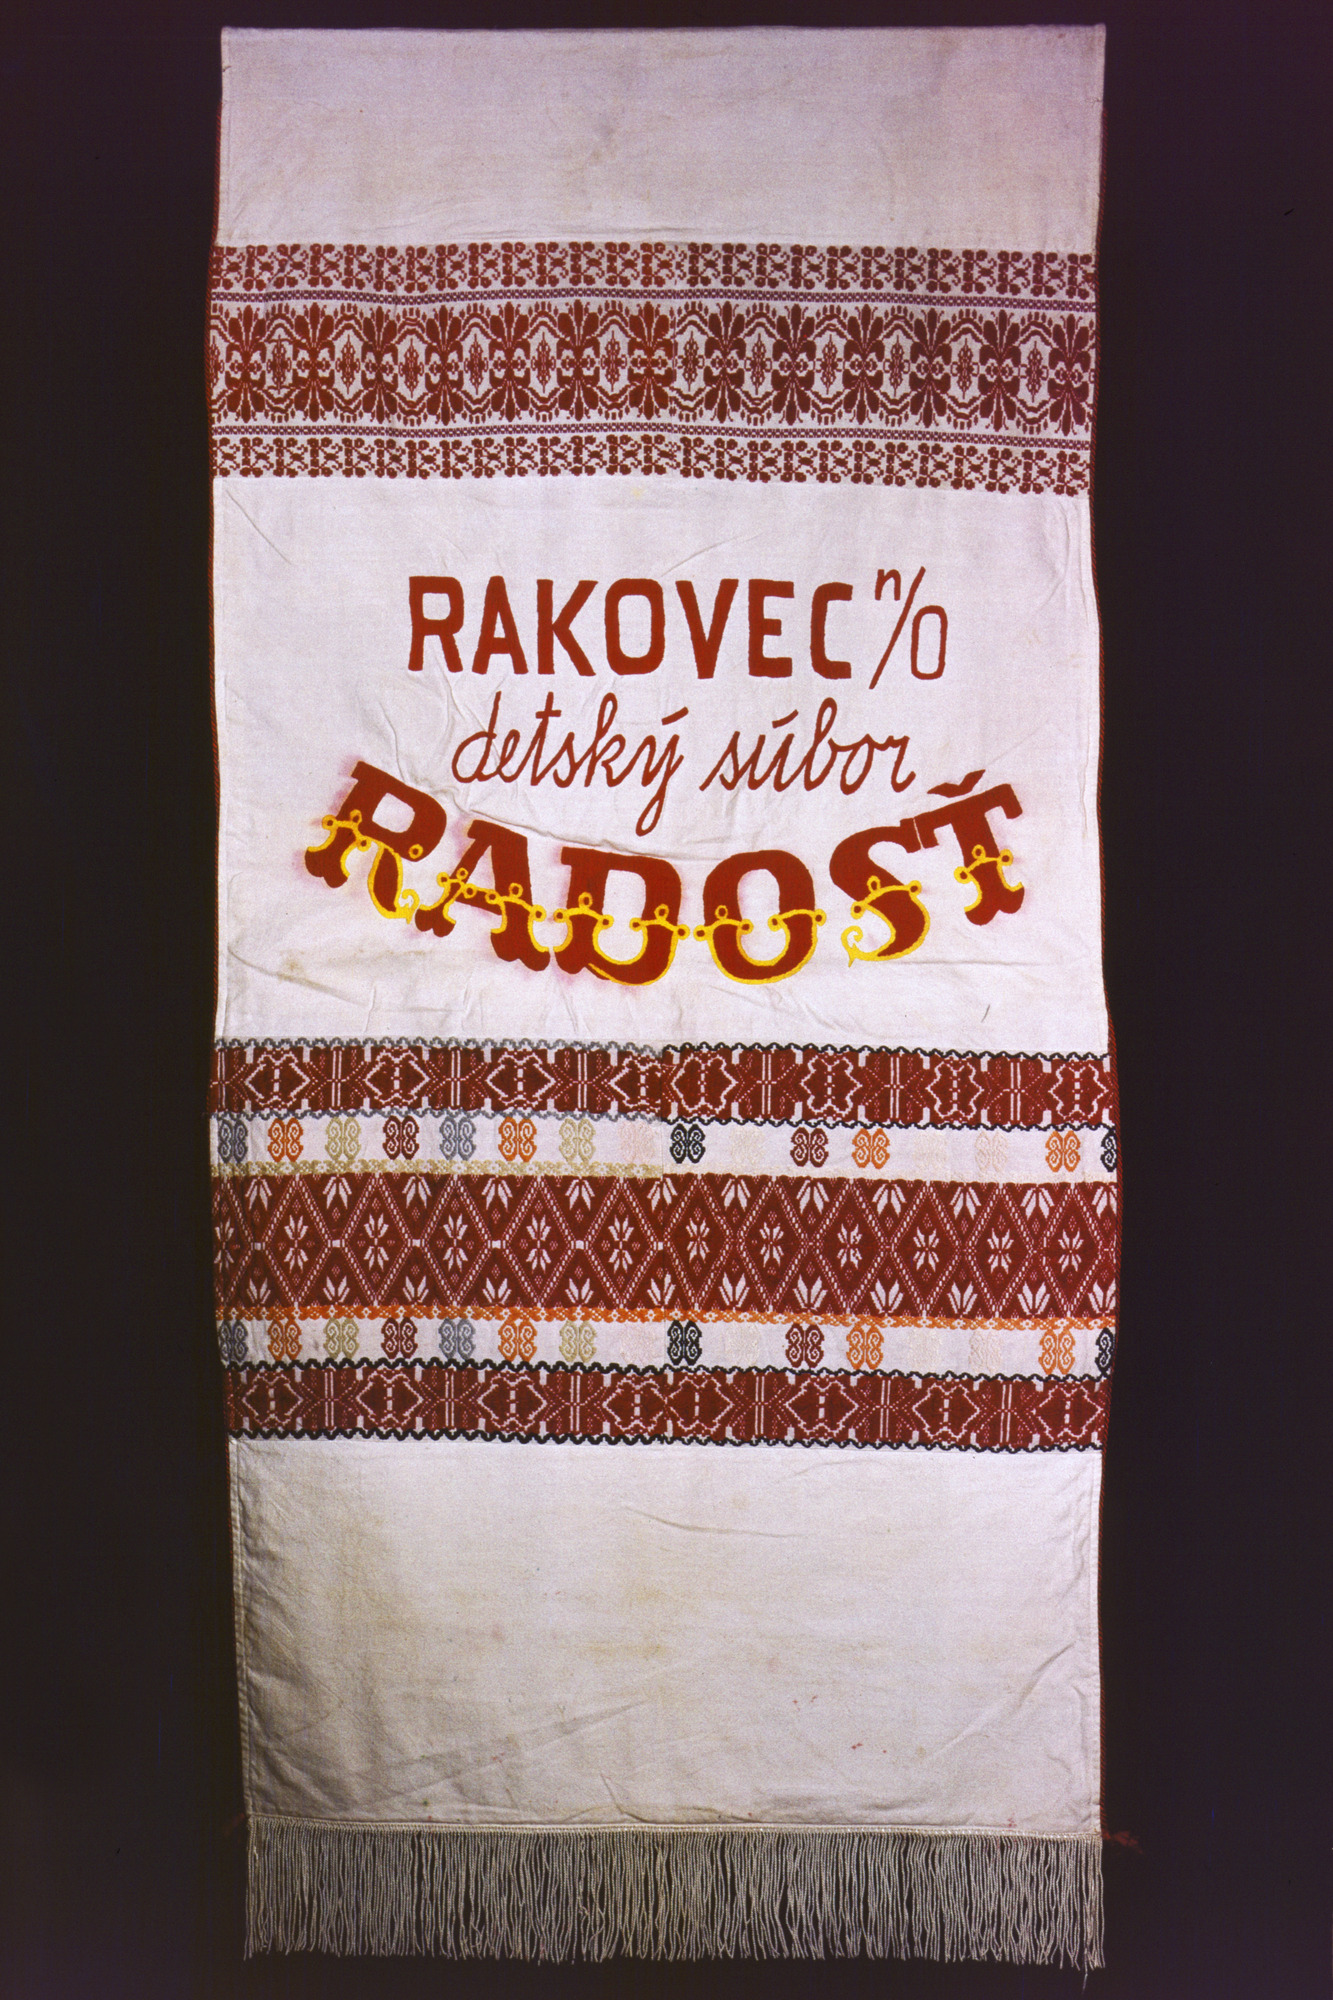 RAKOVEC n/O
detský súbor
RADOSŤ